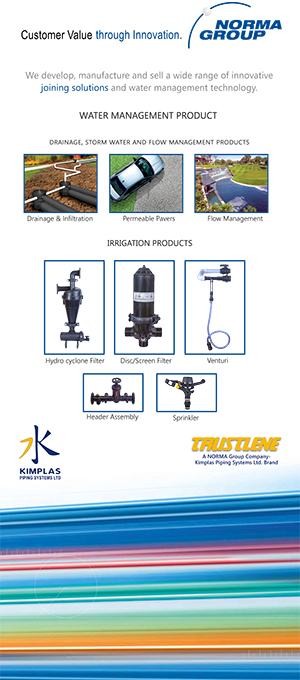 Customer Value through Innovation.
NORMA
GROUP
We develop, manufacture and sell a wide range of innovative
joining solutions and water management technology.
WATER MANAGEMENT PRODUCT
DRAINAGE, STORM WATER AND FLOW MANAGEMENT PRODUCTS
Drainage & Infiltration
Permeable Pavers
Flow Management
IRRIGATION PRODUCTS
Hydro cyclone Filter
Disc/Screen Filter
Venturi
Header Assembly
Sprinkler
水
KIMPLAS
PIPING SYSTEMS LTD
TRUSTLENE
A NORMA Group Company-
Kimplas Piping Systems Ltd. Brand